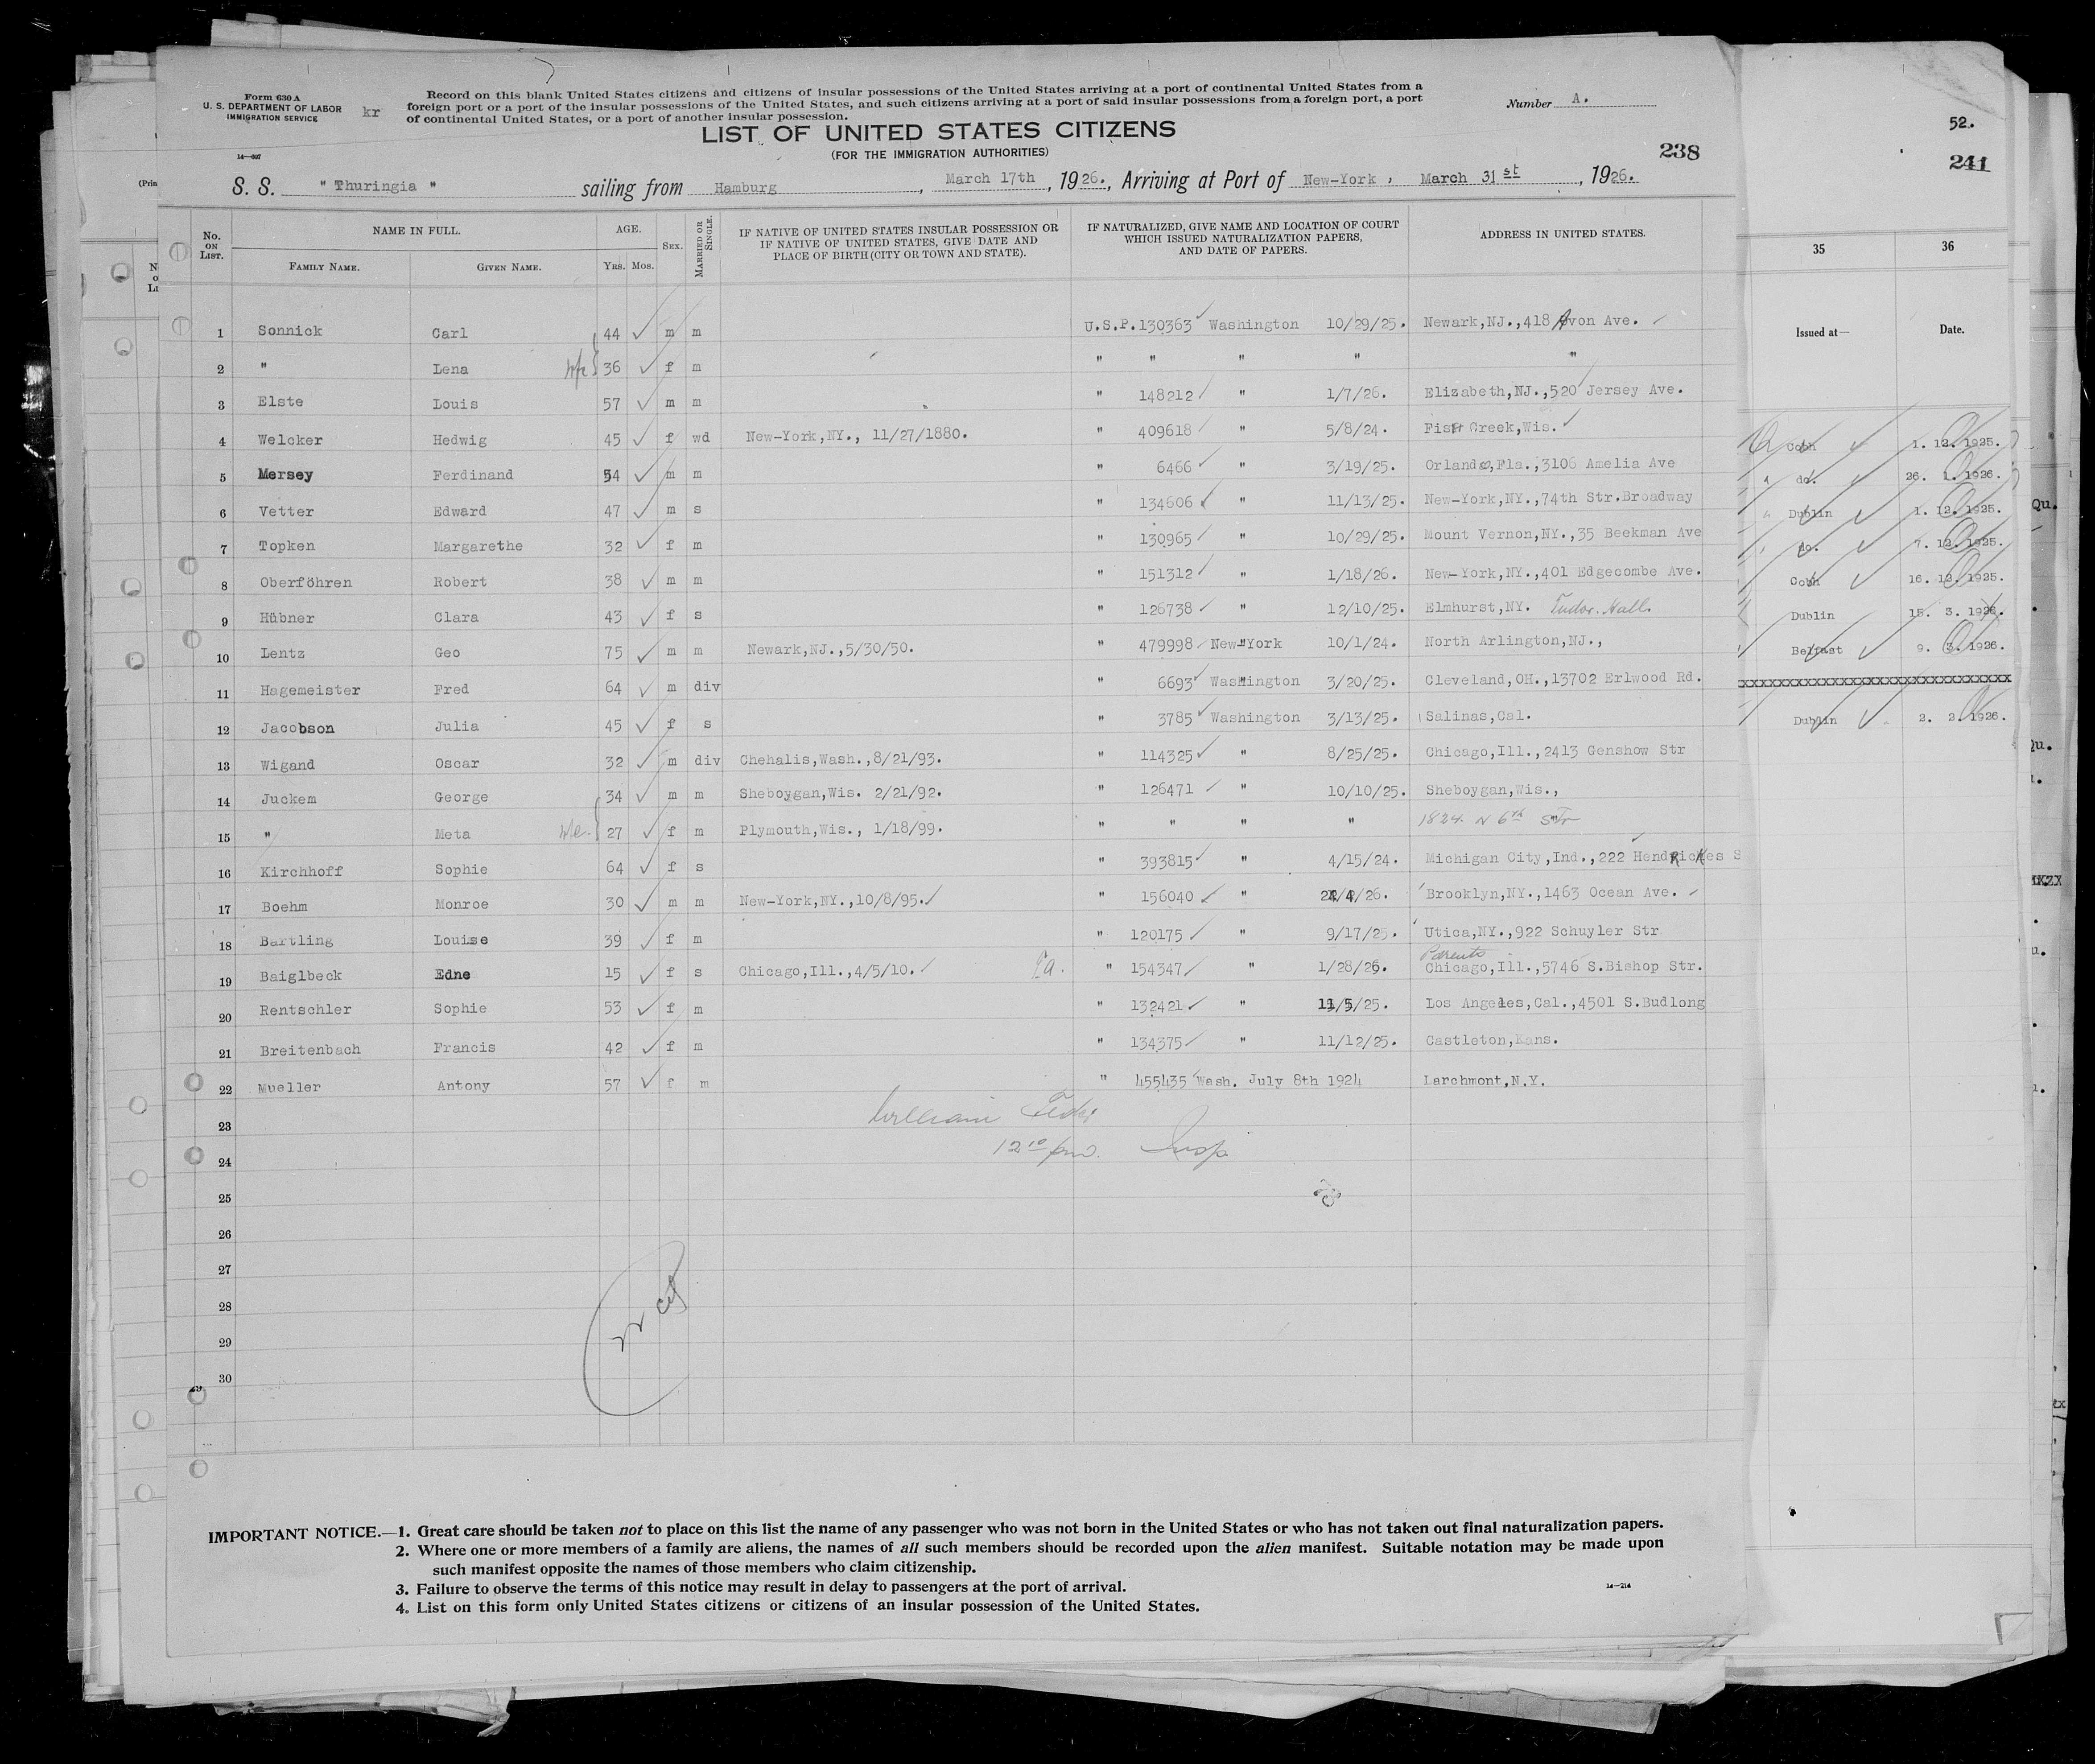 Form 630 A
U. S. DEPARTMENT OF LABOR
IMMIGRATION SERVICE
kr
Record on this blank United States citizens and citizens of insular possessions of the United States arriving at a port of continental United States from a
foreign port or a port of the insular possessions of the United States, and such citizens arriving at a port of said insular possessions from a foreign port, a port
of continental United States, or a port of another insular possession.
Number A.
LIST OF UNITED STATES CITIZENS
(FOR THE IMMIGRATION AUTHORITIES)
14—607
238
52.
241
(Prin
S. S. " Thuringia " sailing from Hamburg, March 17th, 1926., Arriving at Port of New-York, March 31st, 1926.
No. ON LIST. NAME IN FULL. AGE. SEX. MARRIED OR SINGLE. IF NATIVE OF UNITED STATES INSULAR POSSESSION OR IF NATIVE OF UNITED STATES, GIVE DATE AND PLACE OF BIRTH (CITY OR TOWN AND STATE). IF NATURALIZED, GIVE NAME AND LOCATION OF COURT WHICH ISSUED NATURALIZATION PAPERS, AND DATE OF PAPERS. ADDRESS IN UNITED STATES.
FAMILY NAME. GIVEN NAME. YRS. MOS.
1 Sonnick Carl 44 m m U.S.P.130363 Washington 10/29/25. Newark,NJ.,418 Avon Ave.
2 " Lena wfe 36 f m " " " " "
3 Elste Louis 57 m m " 148212 " 1/7/26. Elizabeth,NJ.,520 Jersey Ave.
4 Welcker Hedwig 45 f wd New-York,NY., 11/27/1880. " 409618 " 5/8/24. Fish Creek,Wis.
5 Mersey Ferdinand 54 m m " 6466 " 3/19/25. Orlando,Fla.,3106 Amelia Ave
6 Vetter Edward 47 m s " 134606 " 11/13/25. New-York,NY.,74th Str.Broadway
7 Topken Margarethe 32 f m " 130965 " 10/29/25. Mount Vernon,NY.,35 Beekman Ave
8 Oberföhren Robert 38 m m " 151312 " 1/18/26. New-York,NY.,401 Edgecombe Ave.
9 Hübner Clara 43 f s " 126738 " 12/10/25. Elmhurst,NY. Tudor. Hall.
10 Lentz Geo 75 m m Newark,NJ.,5/30/50. " 479998 New-York 10/1/24. North Arlington,NJ.,
11 Hagemeister Fred 64 m div " 6693 Washington 3/20/25. Cleveland,OH.,13702 Erlwood Rd.
12 Jacobson Julia 45 f s " 3785 Washington 3/13/25. Salinas,Cal.
13 Wigand Oscar 32 m div Chehalis,Wash.,8/21/93. " 114325 " 8/25/25. Chicago,Ill.,2413 Genshow Str
14 Juckem George 34 m m Sheboygan,Wis. 2/21/92. " 126471 " 10/10/25. Sheboygan,Wis.,
15 " Meta 27 f m Plymouth,Wis., 1/18/99. " " " " 1824 N 6th Str
16 Kirchhoff Sophie 64 f s " 393815 " 4/15/24. Michigan City,Ind.,222 Hendrickes S
17 Boehm Monroe 30 m m New-York,NY.,10/8/95. " 156040 " 2/4/26. Brooklyn,NY.,1463 Ocean Ave.
18 Bartling Louise 39 f m " 120175 " 9/17/25. Utica,NY.,922 Schuyler Str
Parents
19 Baiglbeck Edne 15 f s Chicago,Ill.,4/5/10. " 154347 " 1/28/26. Chicago,Ill.,5746 S.Bishop Str.
20 Rentschler Sophie 53 f m " 132421 " 11/5/25. Los Angeles,Cal.,4501 S.Budlong
21 Breitenbach Francis 42 f m " 134375 " 11/12/25. Castleton,Kans.
22 Mueller Antony 57 f m " 455435 Wash. July 8th 1924 Larchmont,N.Y.
23 William
24 12 10 pm. Insp
25
26
27
28
29
30
35 36
Issued at— Date.
Cobh 1. 12. 1925.
do. 26. 1. 1926.
Dublin 1. 12. 1925.
do. 7. 12. 1925.
Cobh 16. 12. 1925.
Dublin 15. 3. 1926.
Belfast 9. 3. 1926.
xxxxxxxxxxxxxxxxxxxxxxxxxxxxxxx
Dublin 2. 2. 1926.
Qu.
IMPORTANT NOTICE.—1. Great care should be taken not to place on this list the name of any passenger who was not born in the United States or who has not taken out final naturalization papers.
2. Where one or more members of a family are aliens, the names of all such members should be recorded upon the alien manifest. Suitable notation may be made upon
such manifest opposite the names of those members who claim citizenship.
3. Failure to observe the terms of this notice may result in delay to passengers at the port of arrival.
4. List on this form only United States citizens or citizens of an insular possession of the United States.
14—214